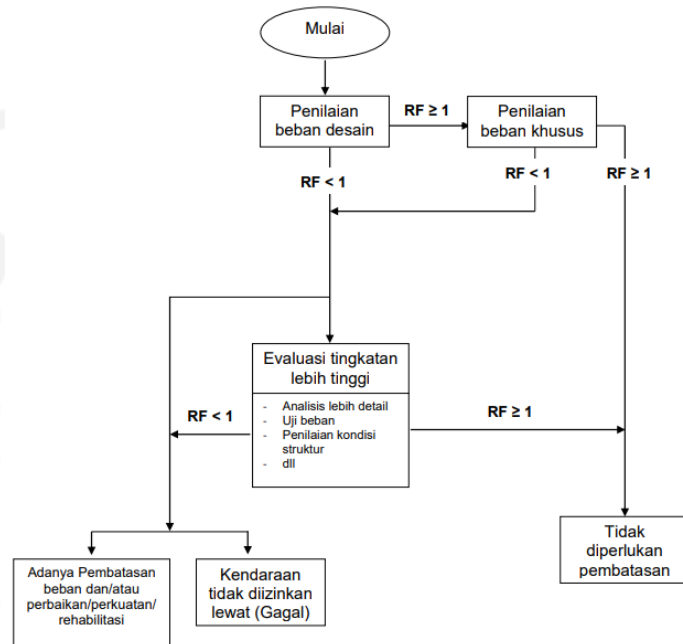 Mulai
Penilaian
beban desain
RF ≥ 1
Penilaian
beban khusus
RF < 1
RF < 1
RF ≥ 1
Evaluasi tingkatan
lebih tinggi
- Analisis lebih detail
- Uji beban
- Penilaian kondisi
struktur
- dll
RF < 1
RF ≥ 1
Adanya Pembatasan
beban dan/atau
perbaikan/perkuatan/
rehabilitasi
Kendaraan
tidak diizinkan
lewat (Gagal)
Tidak
diperlukan
pembatasan